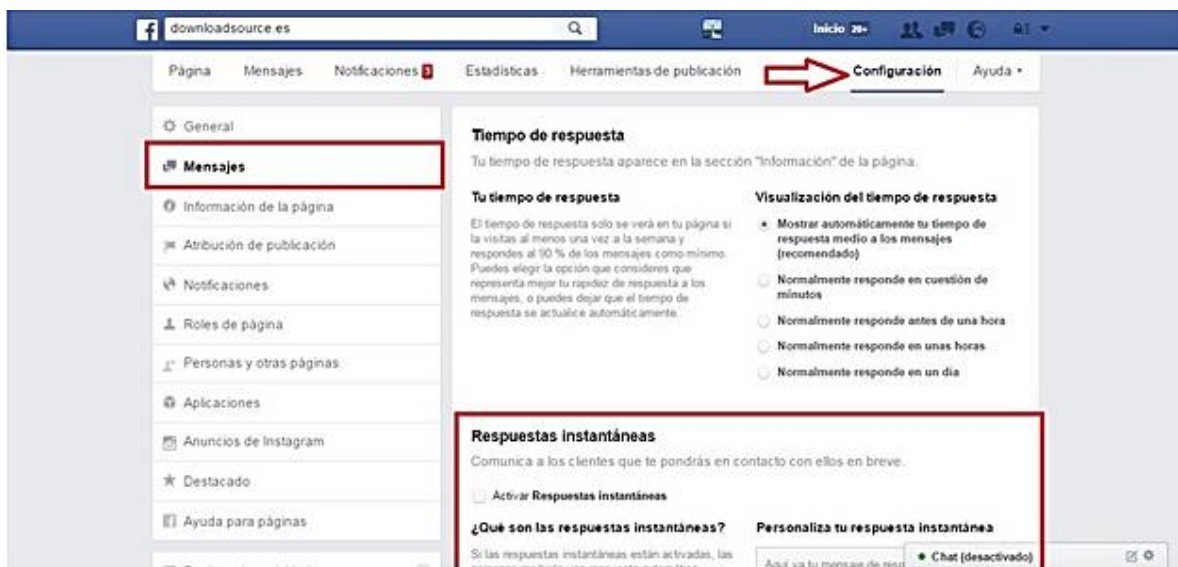 downloadsource.es
Inicio 20+
Página Mensajes Notificaciones 3 Estadísticas Herramientas de publicación Configuración Ayuda
General
Mensajes
Información de la página
Atribución de publicación
Notificaciones
Roles de página
Personas y otras páginas
Aplicaciones
Anuncios de Instagram
Destacado
Ayuda para páginas
Tiempo de respuesta
Tu tiempo de respuesta aparece en la sección "Información" de la página.
Tu tiempo de respuesta
El tiempo de respuesta solo se verá en tu página si
la visitas al menos una vez a la semana y
respondes al 90 % de los mensajes como mínimo.
Puedes elegir la opción que consideres que
representa mejor tu rapidez de respuesta a los
mensajes, o puedes dejar que el tiempo de
respuesta se actualice automáticamente.
Visualización del tiempo de respuesta
Mostrar automáticamente tu tiempo de
respuesta medio a los mensajes
(recomendado)
Normalmente responde en cuestión de
minutos
Normalmente responde antes de una hora
Normalmente responde en unas horas
Normalmente responde en un día
Respuestas instantáneas
Comunica a los clientes que te pondrás en contacto con ellos en breve.
Activar Respuestas instantáneas
¿Qué son las respuestas instantáneas?
Si las respuestas instantáneas están activadas, las
Personaliza tu respuesta instantánea
Aquí va tu mensaje de
Chat (desactivado)